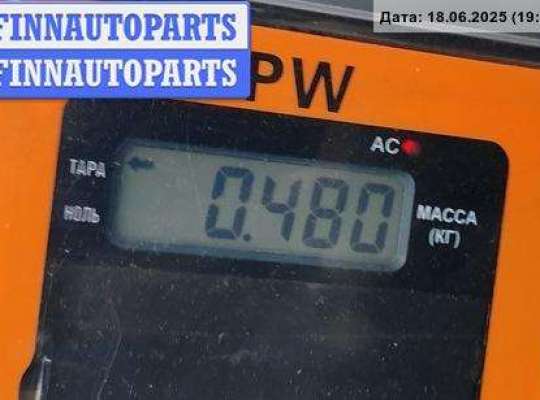 FINNAUTOPARTS
FINNAUTOPARTS
Дата: 18.06.2025 (19:
PW
AC
ТАРА
НОЛЬ
0.480
МАССА
(КГ)